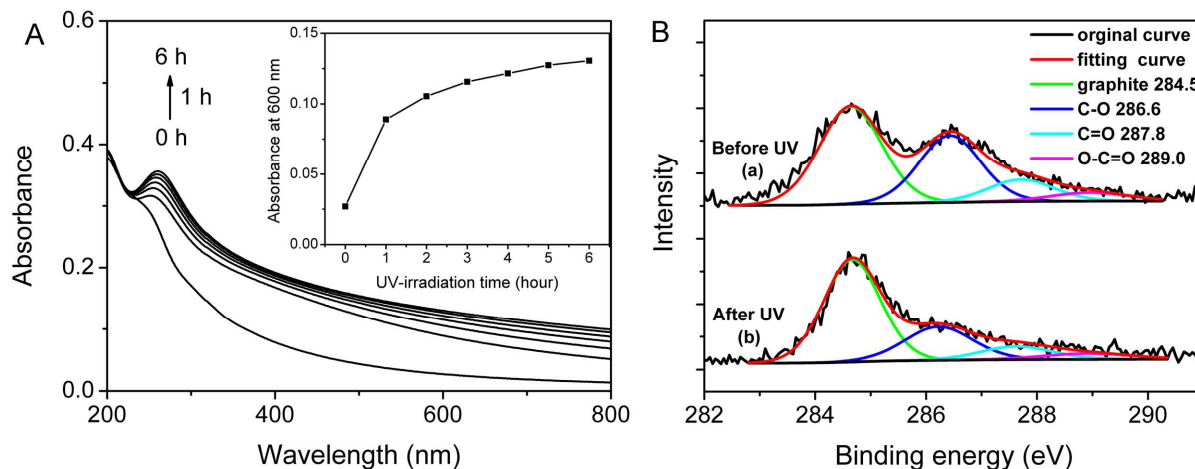 A
6 h
1 h
0 h
0.6
0.4
0.2
0.0
Absorbance
200
400
600
800
Wavelength (nm)
0.15
0.10
0.05
0.00
Absorbance at 600 nm
0
1
2
3
4
5
6
UV-irradiation time (hour)
B
orginal curve
fitting curve
graphite 284.5
C-O 286.6
C=O 287.8
O-C=O 289.0
Before UV
(a)
After UV
(b)
Intensity
282
284
286
288
290
Binding energy (eV)